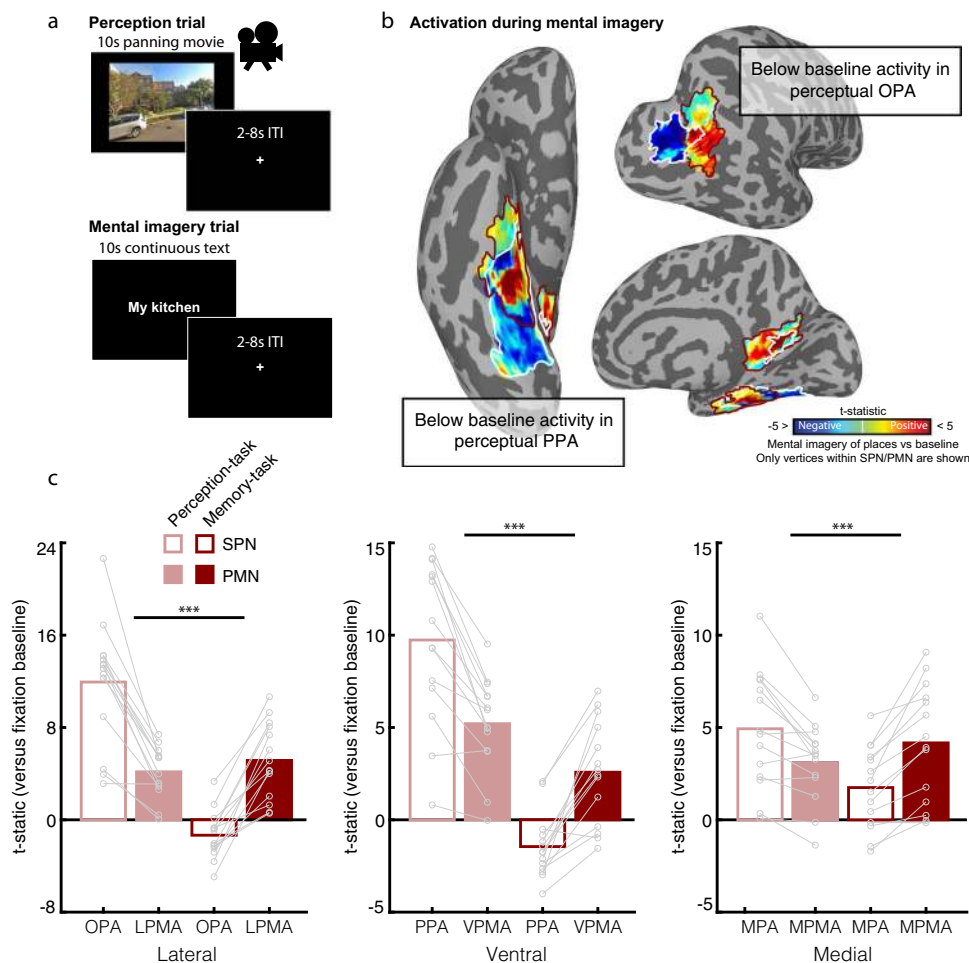 a
Perception trial
10s panning movie
2-8s ITI
+
Mental imagery trial
10s continuous text
My kitchen
2-8s ITI
+
b Activation during mental imagery
Below baseline activity in
perceptual OPA
Below baseline activity in
perceptual PPA
t-statistic
-5 > Negative Positive < 5
Mental imagery of places vs baseline
Only vertices within SPN/PMN are shown
c
Perception-task
Memory-task
SPN
PMN
t-static (versus fixation baseline)
24
16
8
0
-8
***
OPA LPMA OPA LPMA
Lateral
t-static (versus fixation baseline)
15
10
5
0
-5
***
PPA VPMA PPA VPMA
Ventral
t-static (versus fixation baseline)
15
10
5
0
-5
***
MPA MPMA MPA MPMA
Medial